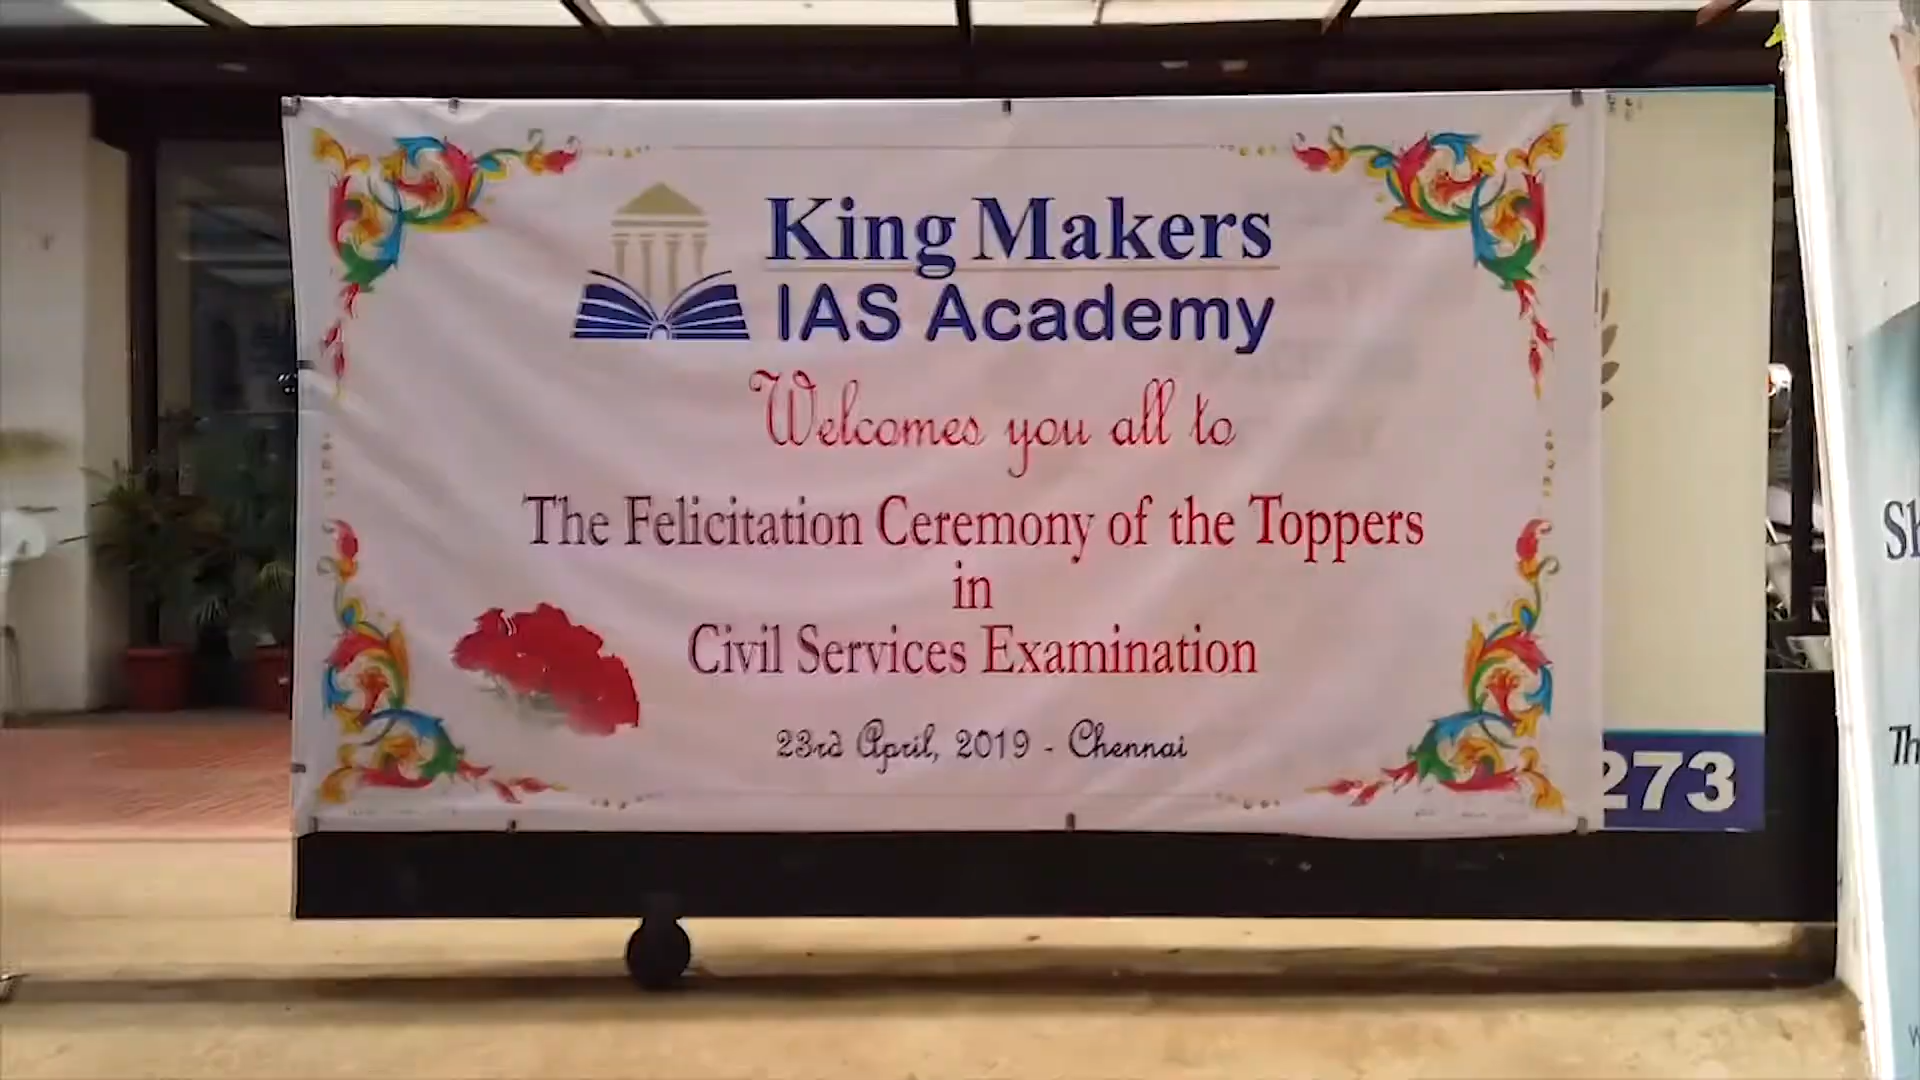 King Makers
IAS Academy
Welcomes you all to
The Felicitation Ceremony of the Toppers
in
Civil Services Examination
23rd April, 2019 - Chennai
273